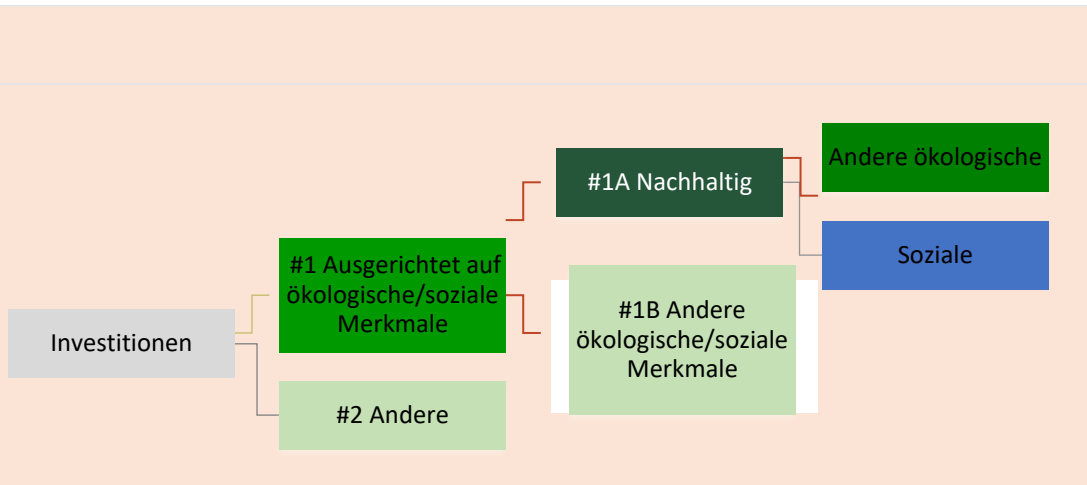 Investitionen
#1 Ausgerichtet auf
ökologische/soziale
Merkmale
#2 Andere
#1A Nachhaltig
#1B Andere
ökologische/soziale
Merkmale
Andere ökologische
Soziale